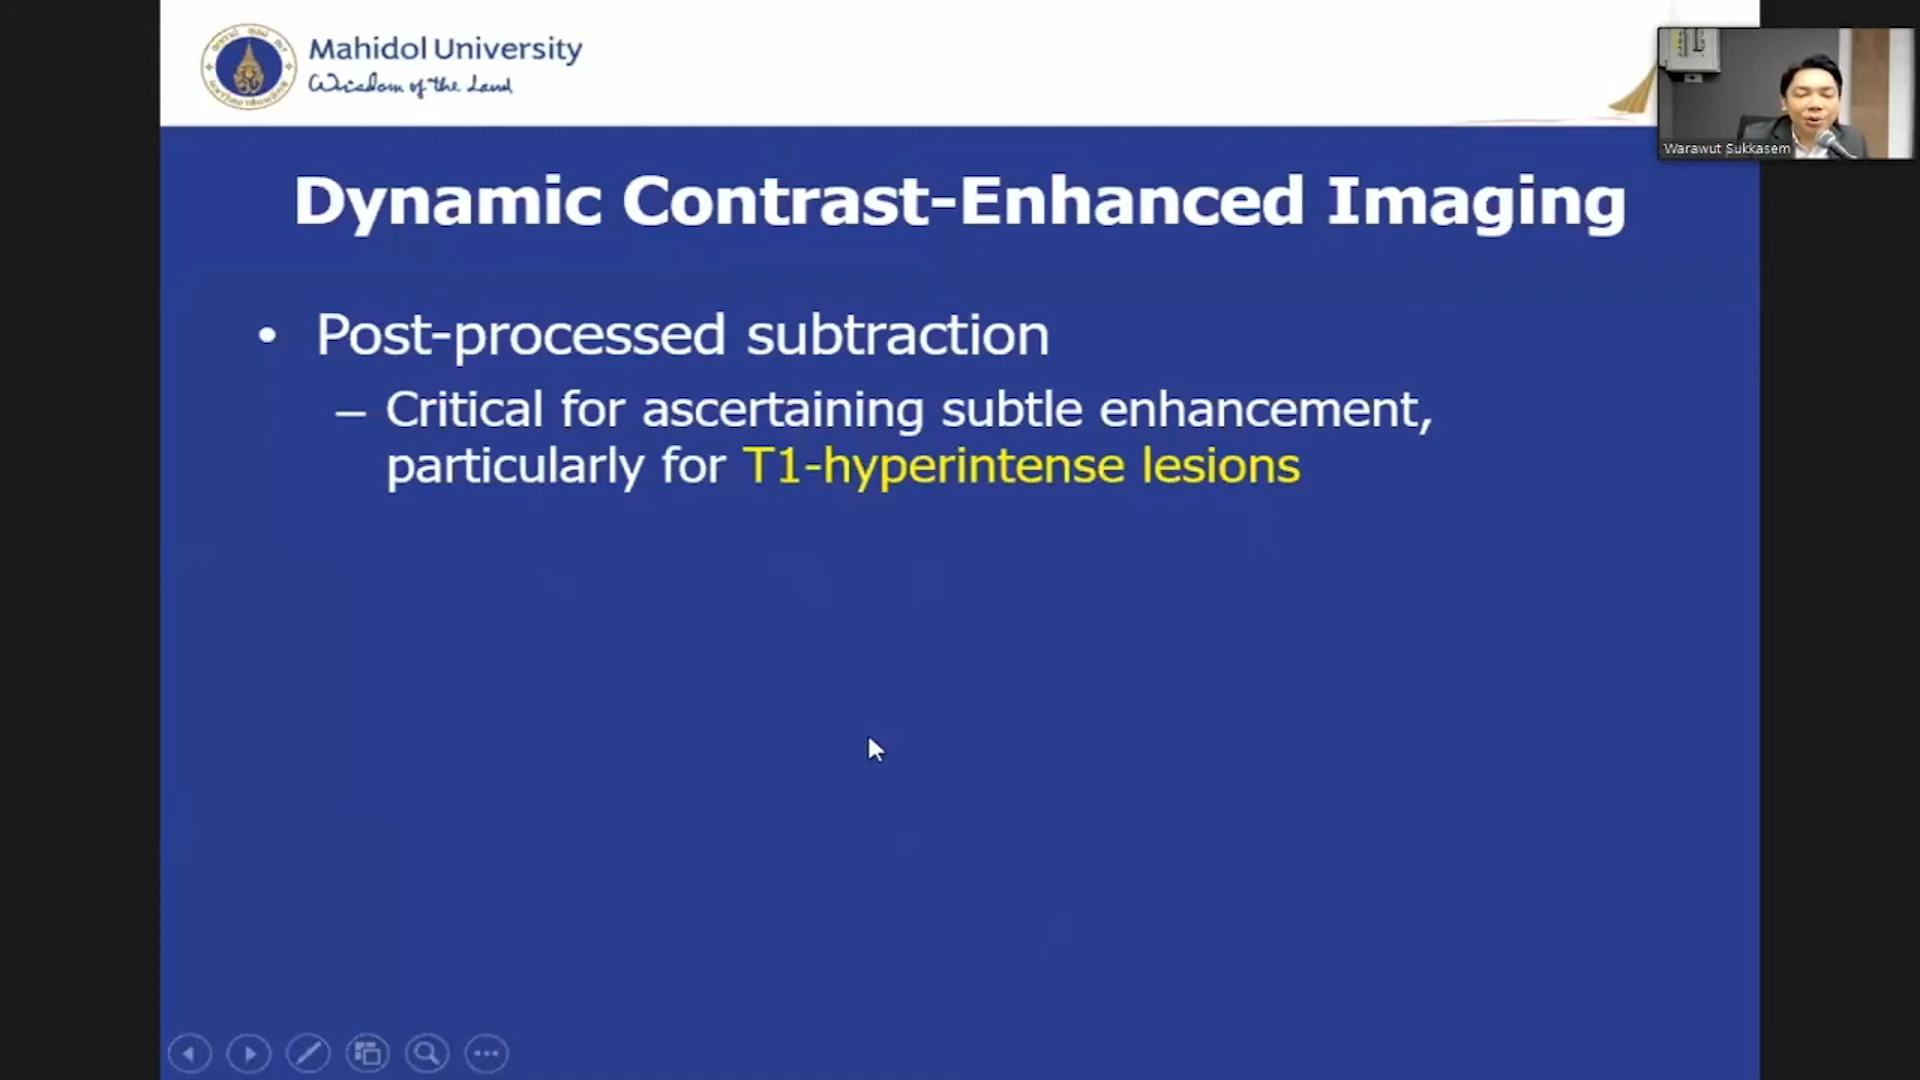 Mahidol University
Wisdom of the Land
Warawut Sukkasem
Dynamic Contrast-Enhanced Imaging
• Post-processed subtraction
– Critical for ascertaining subtle enhancement,
particularly for T1-hyperintense lesions